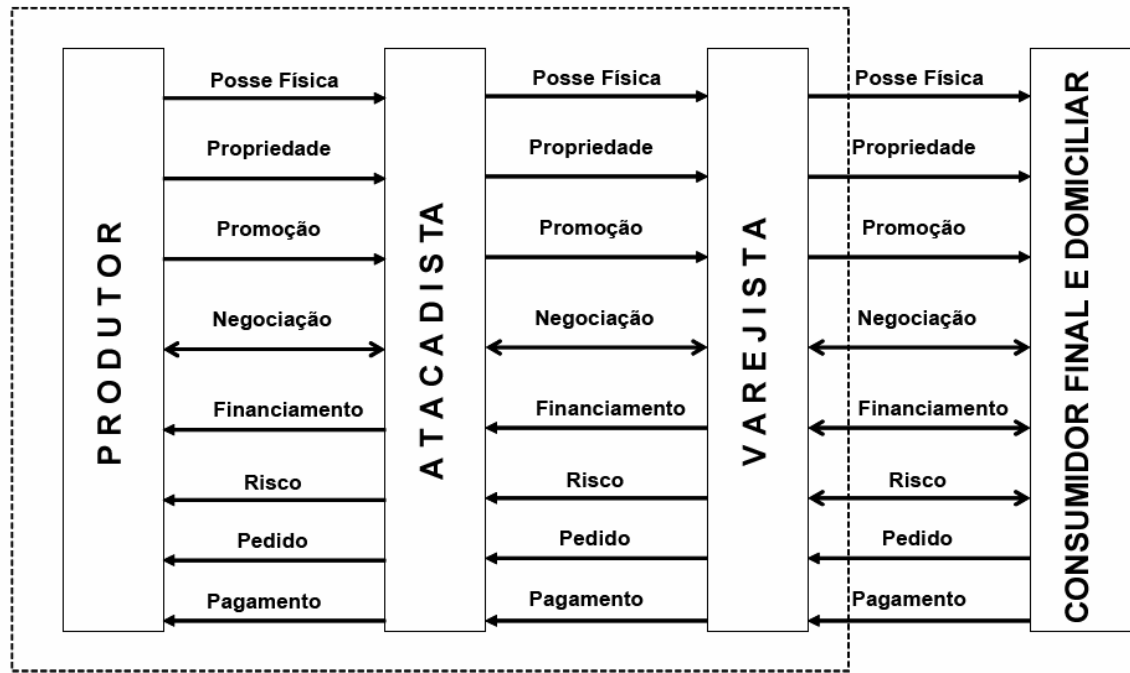 PRODUTOR
ATACADISTA
VAREJISTA
CONSUMIDOR FINAL E DOMICILIAR
Posse Física Posse Física Posse Física
Propriedade Propriedade Propriedade
Promoção Promoção Promoção
Negociação Negociação Negociação
Financiamento Financiamento Financiamento
Risco Risco Risco
Pedido Pedido Pedido
Pagamento Pagamento Pagamento